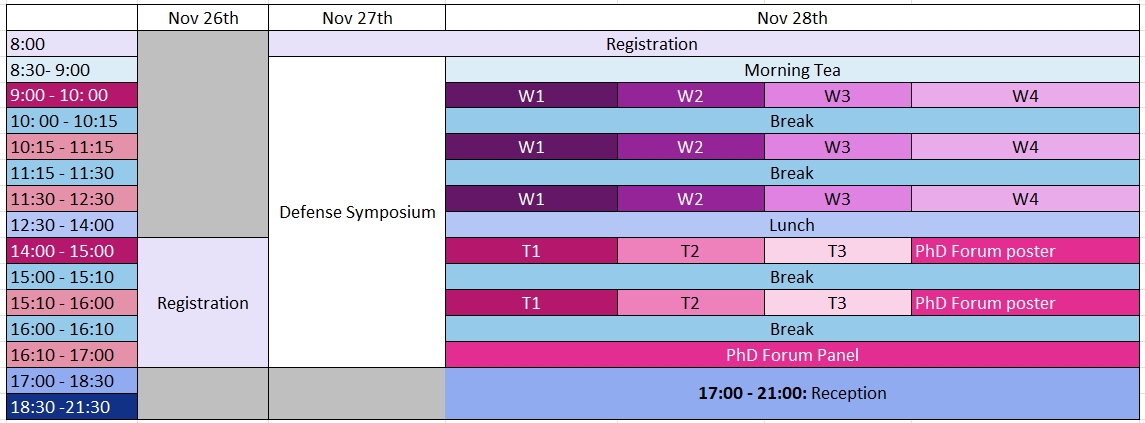 Nov 26th Nov 27th Nov 28th
8:00 Registration
8:30- 9:00 Morning Tea
9:00 - 10: 00 W1 W2 W3 W4
10: 00 - 10:15 Break
10:15 - 11:15 W1 W2 W3 W4
11:15 - 11:30 Break
11:30 - 12:30 W1 W2 W3 W4
Defense Symposium
12:30 - 14:00 Lunch
14:00 - 15:00 T1 T2 T3 PhD Forum poster
15:00 - 15:10 Break
15:10 - 16:00 Registration T1 T2 T3 PhD Forum poster
16:00 - 16:10 Break
16:10 - 17:00 PhD Forum Panel
17:00 - 18:30
17:00 - 21:00: Reception
18:30 -21:30